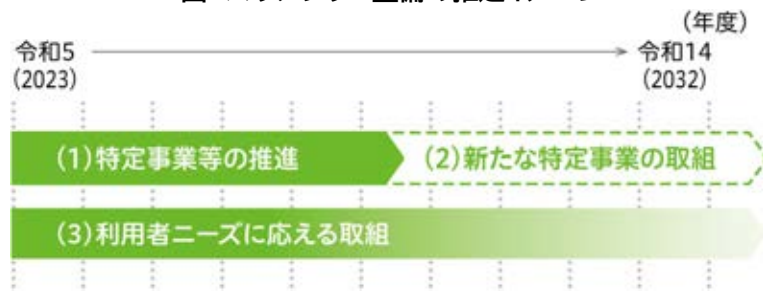 (年度)
令和5
令和14
(2023)
(2032)
(1)特定事業等の推進
(2)新たな特定事業の取組
(3)利用者ニーズに応える取組